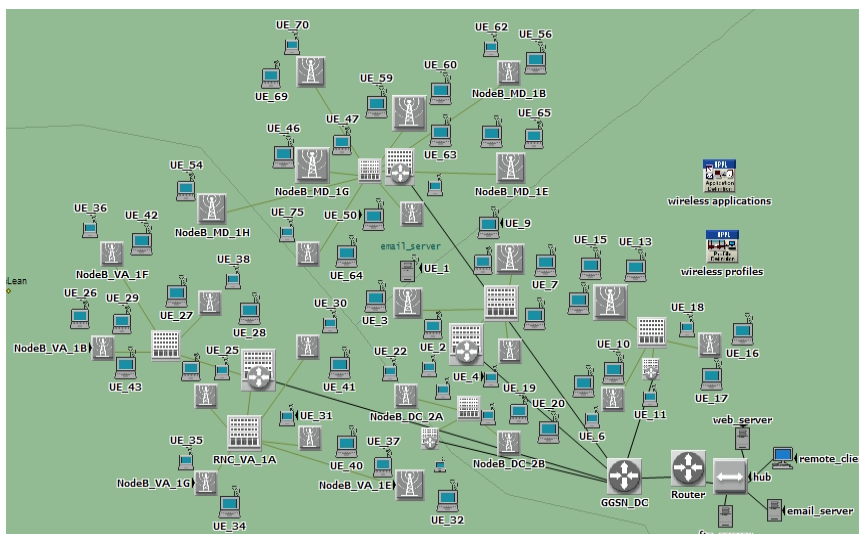 UE_70
UE_62
UE_56
UE_69
UE_59
UE_60
NodeB_MD_1B
UE_46
UE_47
UE_65
UE_63
UE_54
NodeB_MD_1G
NodeB_MD_1E
wireless applications
UE_36
UE_42
NodeB_MD_1H
UE_75
UE_50
UE_9
NodeB_VA_1F
UE_38
UE_64
email_server
UE_1
UE_7
UE_15
UE_13
wireless profiles
UE_26
UE_29
UE_27
UE_30
UE_3
UE_18
UE_28
NodeB_VA_1B
UE_43
UE_25
UE_22
UE_2
UE_10
UE_16
UE_41
UE_4
UE_19
UE_17
NodeB_DC_2A
UE_20
UE_11
UE_31
UE_6
web_server
UE_35
RNC_VA_1A
UE_40
UE_37
NodeB_DC_2B
remote_clie
NodeB_VA_1G
NodeB_VA_1E
GGSN_DC
Router
hub
UE_34
UE_32
email_server